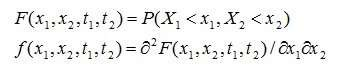 F(x₁,x₂,t₁,t₂)=P(X₁<x₁,X₂<x₂)
f(x₁,x₂,t₁,t₂)=∂²F(x₁,x₂,t₁,t₂)/∂x₁∂x₂